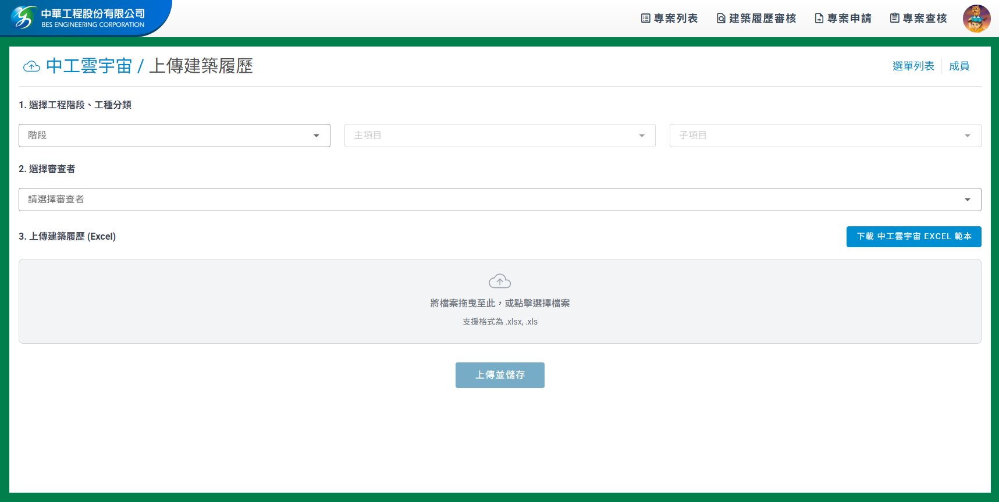 中華工程股份有限公司
BES ENGINEERING CORPORATION
專案列表
建築履歷審核
專案申請
專案查核
中工雲宇宙 / 上傳建築履歷
選單列表
成員
1. 選擇工程階段、工種分類
階段
主項目
子項目
2. 選擇審查者
請選擇審查者
3. 上傳建築履歷 (Excel)
下載 中工雲宇宙 EXCEL 範本
將檔案拖曳至此，或點擊選擇檔案
支援格式為 .xlsx, .xls
上傳並儲存